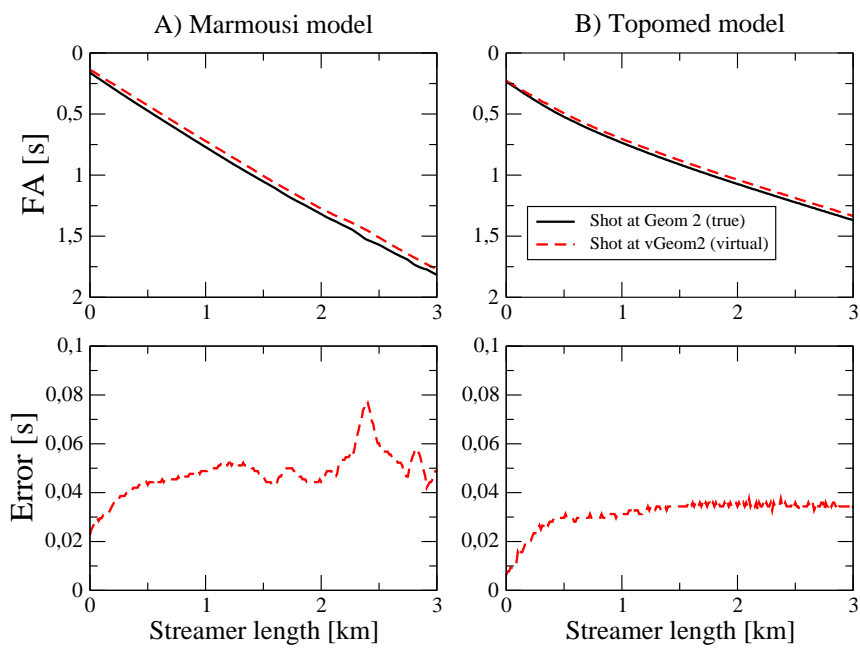 A) Marmousi model
B) Topomed model
FA [s]
0
0,5
1
1,5
2
0 1 2 3
0
0,5
1
1,5
2
0 1 2 3
Shot at Geom 2 (true)
Shot at vGeom2 (virtual)
Error [s]
0,1
0,08
0,06
0,04
0,02
0
0 1 2 3
Streamer length [km]
0,1
0,08
0,06
0,04
0,02
0
0 1 2 3
Streamer length [km]